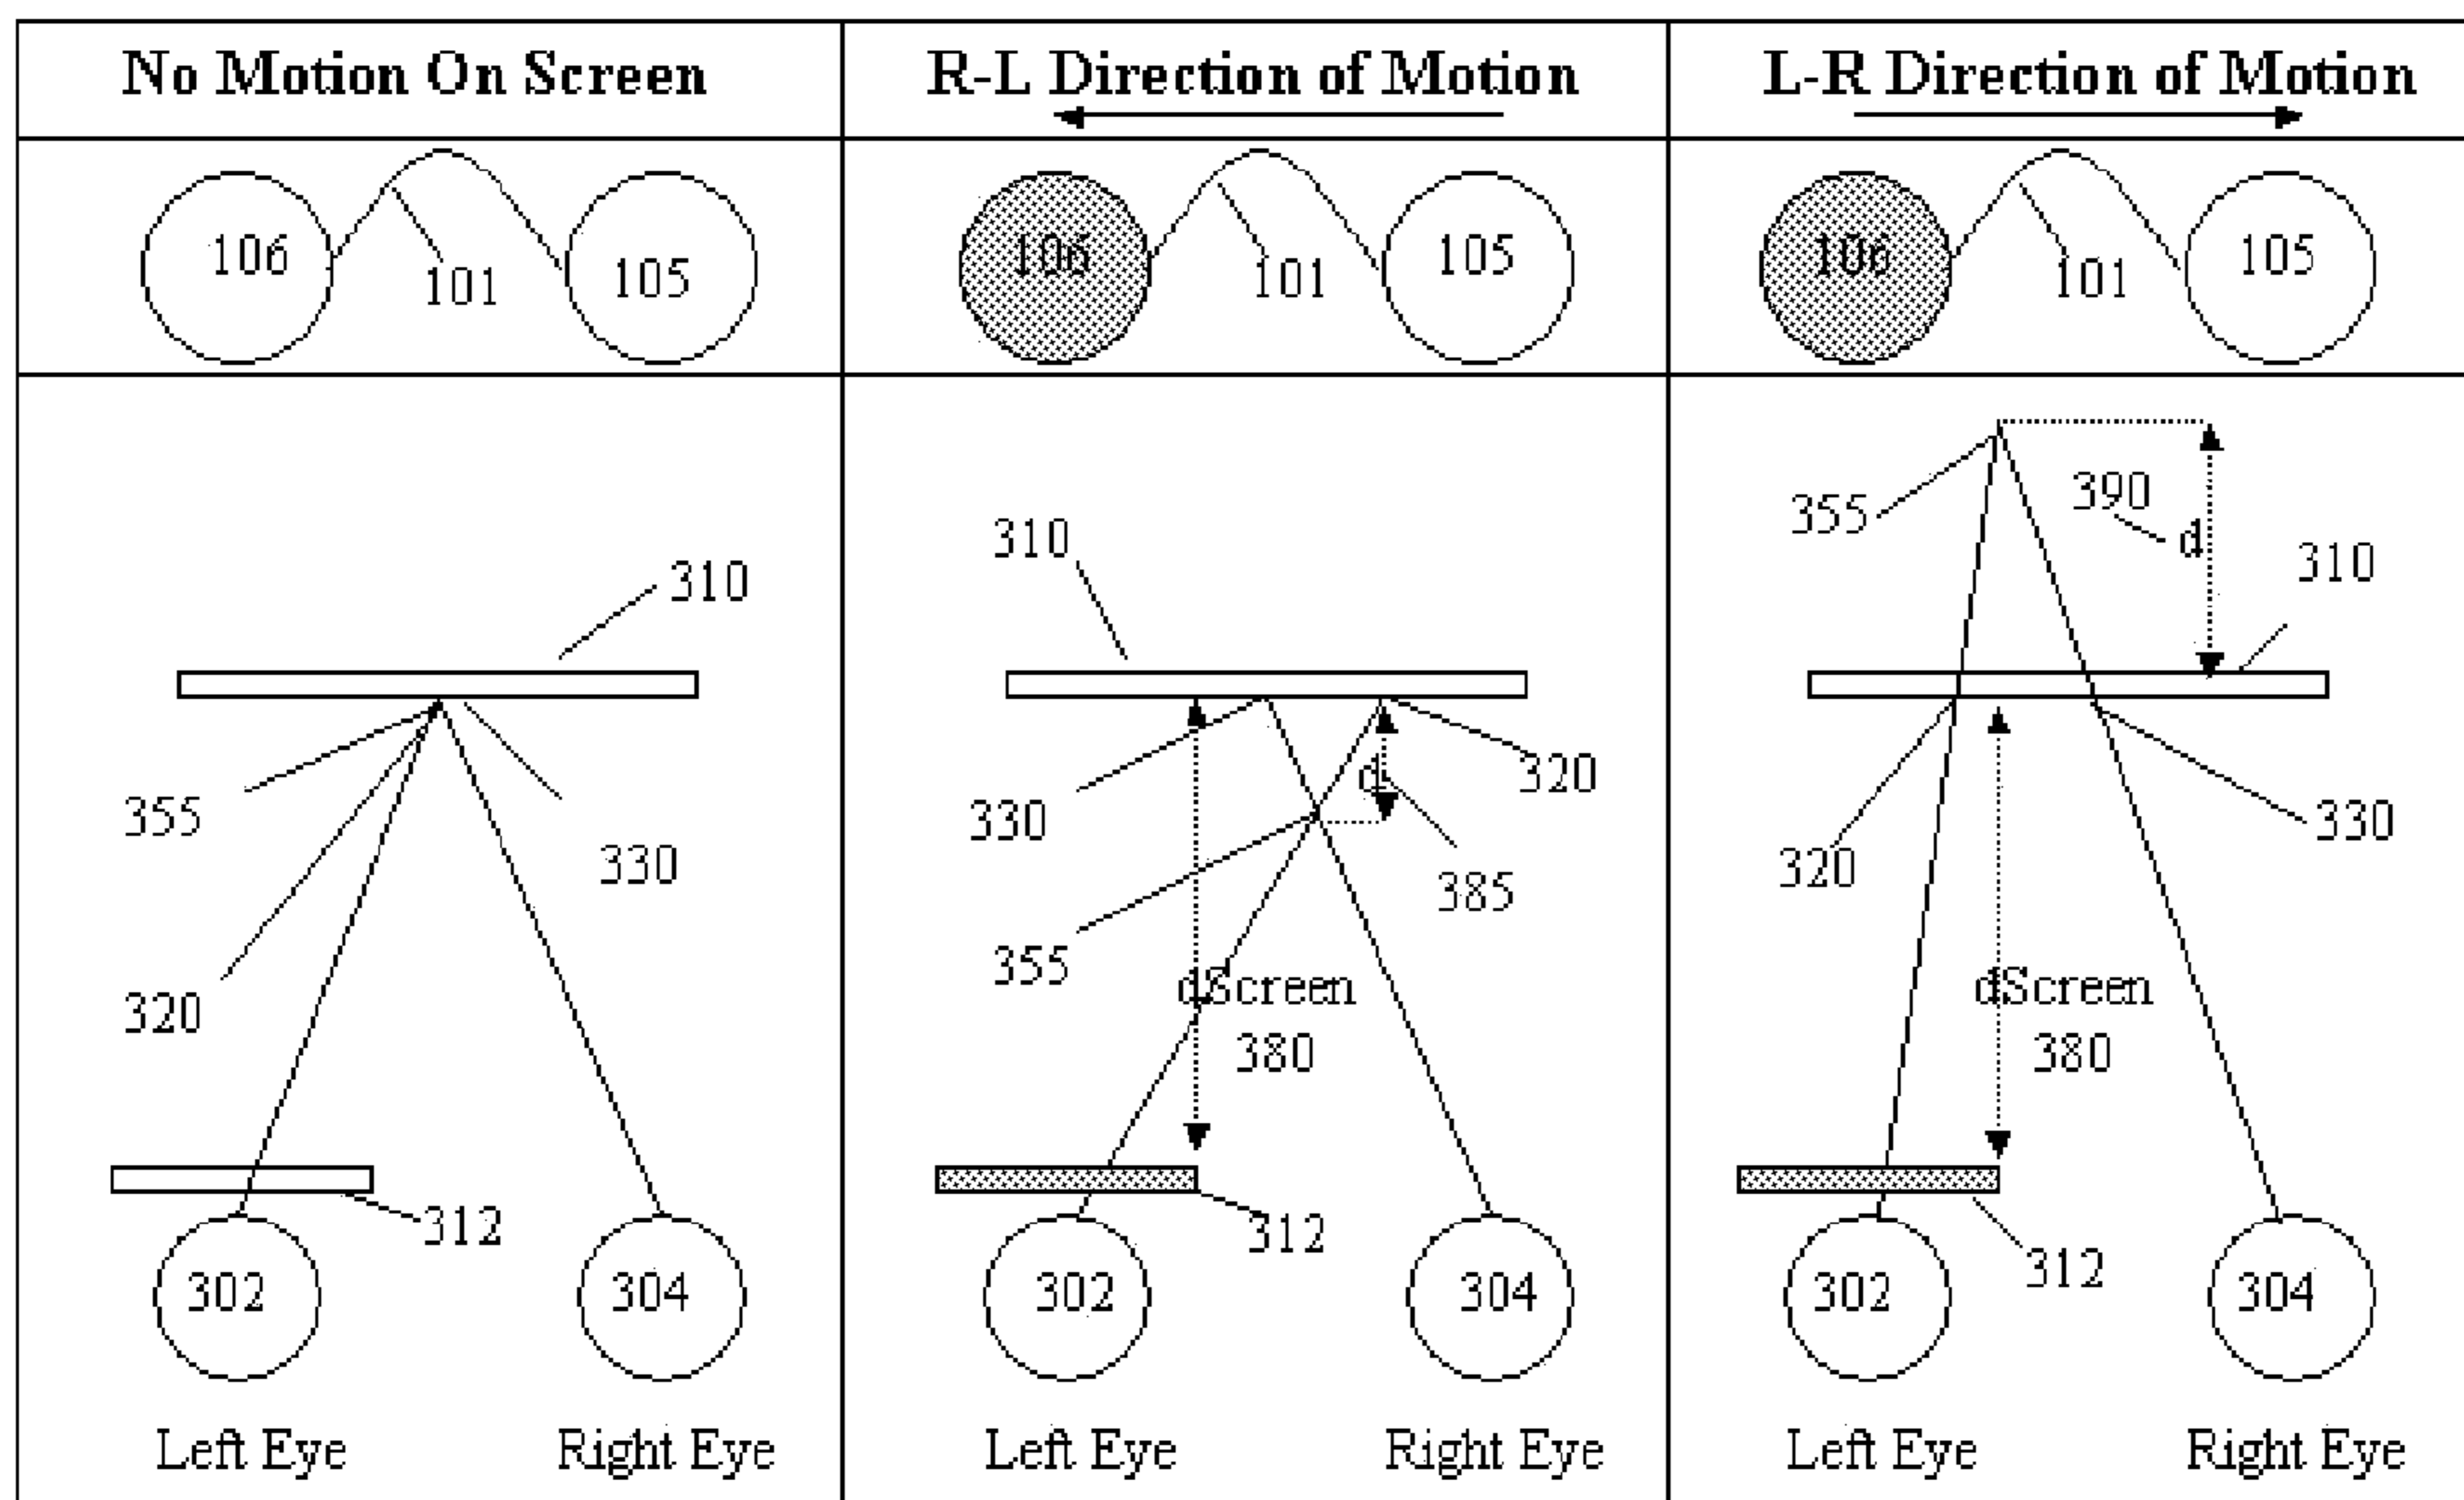 No Motion On Screen
R-L Direction of Motion
L-R Direction of Motion
106
101
105
106
101
105
106
101
105
310
355
330
320
312
302
304
Left Eye
Right Eye
310
330
320
d
385
355
dScreen
380
312
302
304
Left Eye
Right Eye
355
390
d
310
320
330
dScreen
380
312
302
304
Left Eye
Right Eye